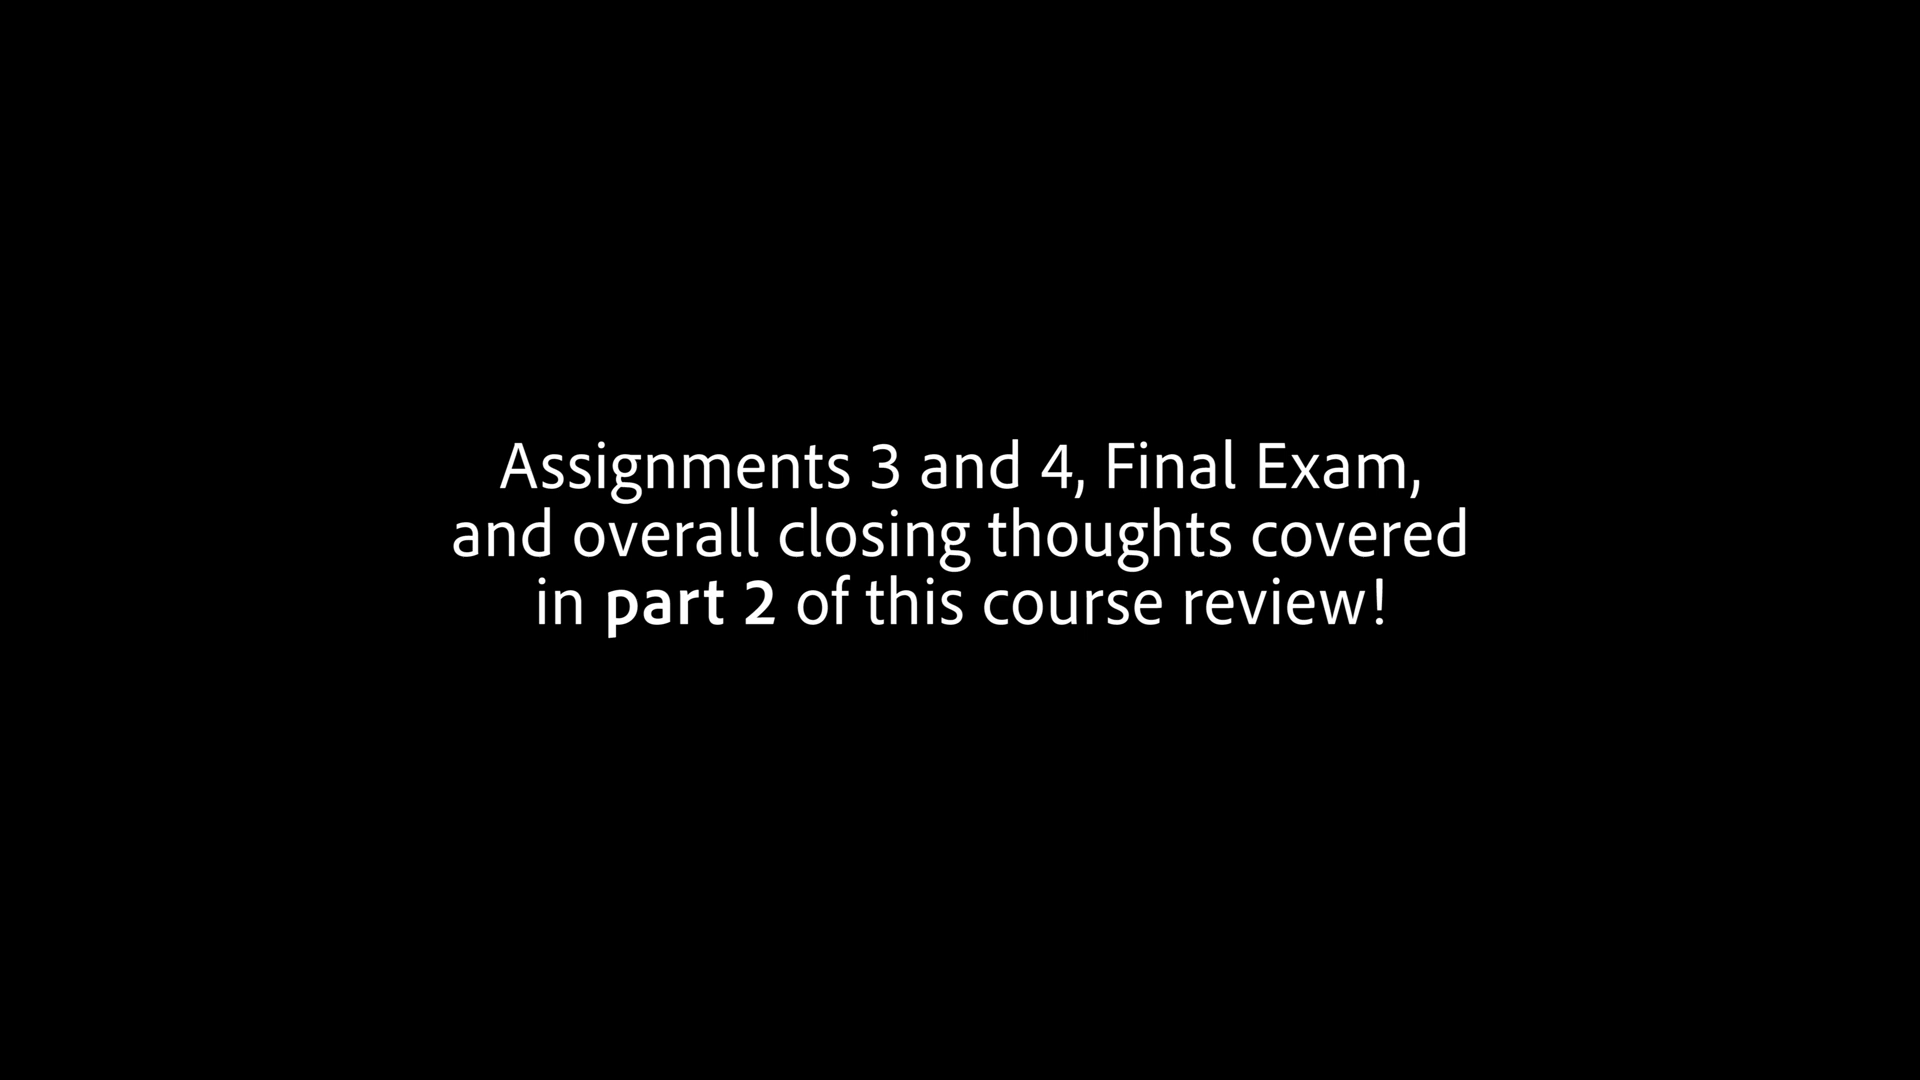 Assignments 3 and 4, Final Exam,
and overall closing thoughts covered
in part 2 of this course review!